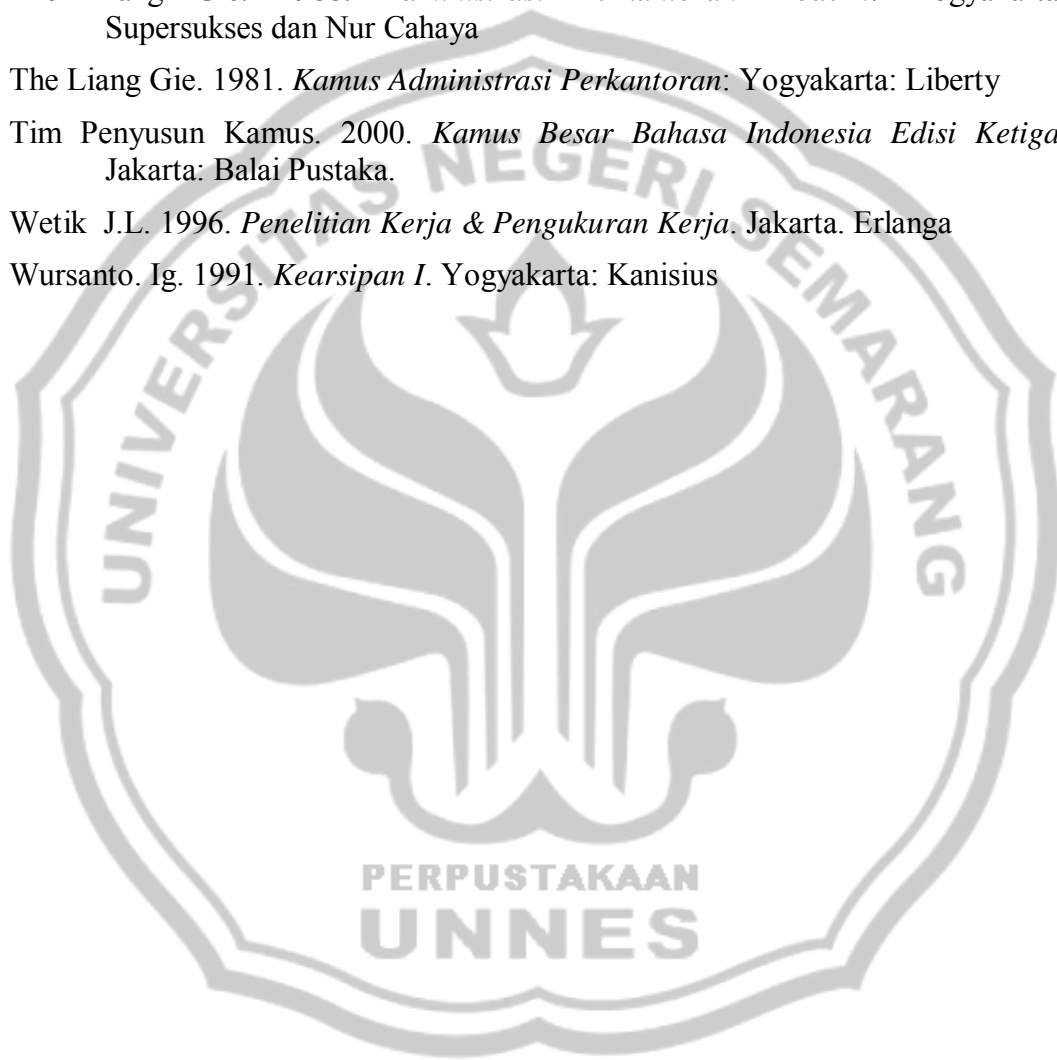 Supersukses dan Nur Cahaya
The Liang Gie. 1981. Kamus Administrasi Perkantoran: Yogyakarta: Liberty
Tim Penyusun Kamus. 2000. Kamus Besar Bahasa Indonesia Edisi Ketiga
Jakarta: Balai Pustaka.
Wetik J.L. 1996. Penelitian Kerja & Pengukuran Kerja. Jakarta. Erlanga
Wursanto. Ig. 1991. Kearsipan I. Yogyakarta: Kanisius
UNIVERSITAS NEGERI SEMARANG
PERPUSTAKAAN
UNNES